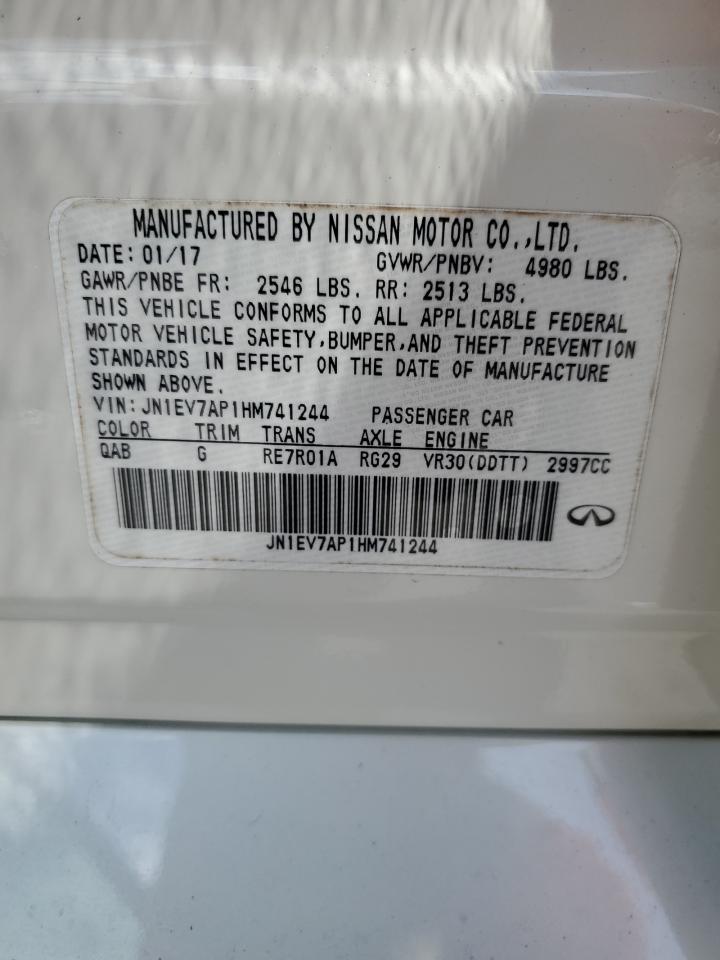 MANUFACTURED BY NISSAN MOTOR CO.,LTD.
DATE: 01/17 GVWR/PNBV: 4980 LBS.
GAWR/PNBE FR: 2546 LBS. RR: 2513 LBS.
THIS VEHICLE CONFORMS TO ALL APPLICABLE FEDERAL
MOTOR VEHICLE SAFETY,BUMPER,AND THEFT PREVENTION
STANDARDS IN EFFECT ON THE DATE OF MANUFACTURE
SHOWN ABOVE.
VIN: JN1EV7AP1HM741244 PASSENGER CAR
COLOR TRIM TRANS AXLE ENGINE
QAB G RE7R01A RG29 VR30(DDTT) 2997CC
JN1EV7AP1HM741244